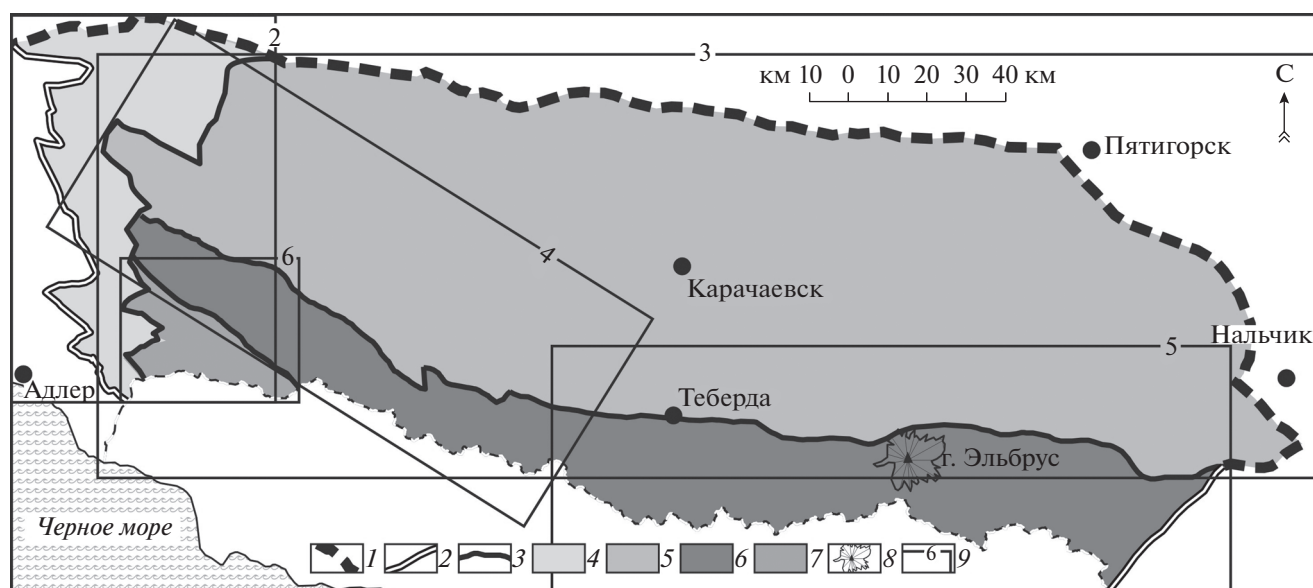 2
3
км 10 0 10 20 30 40 км
С
Пятигорск
4
6
Карачаевск
Нальчик
5
Адлер
Теберда
г. Эльбрус
Черное море
1 2 3 4 5 6 7 8 6 9